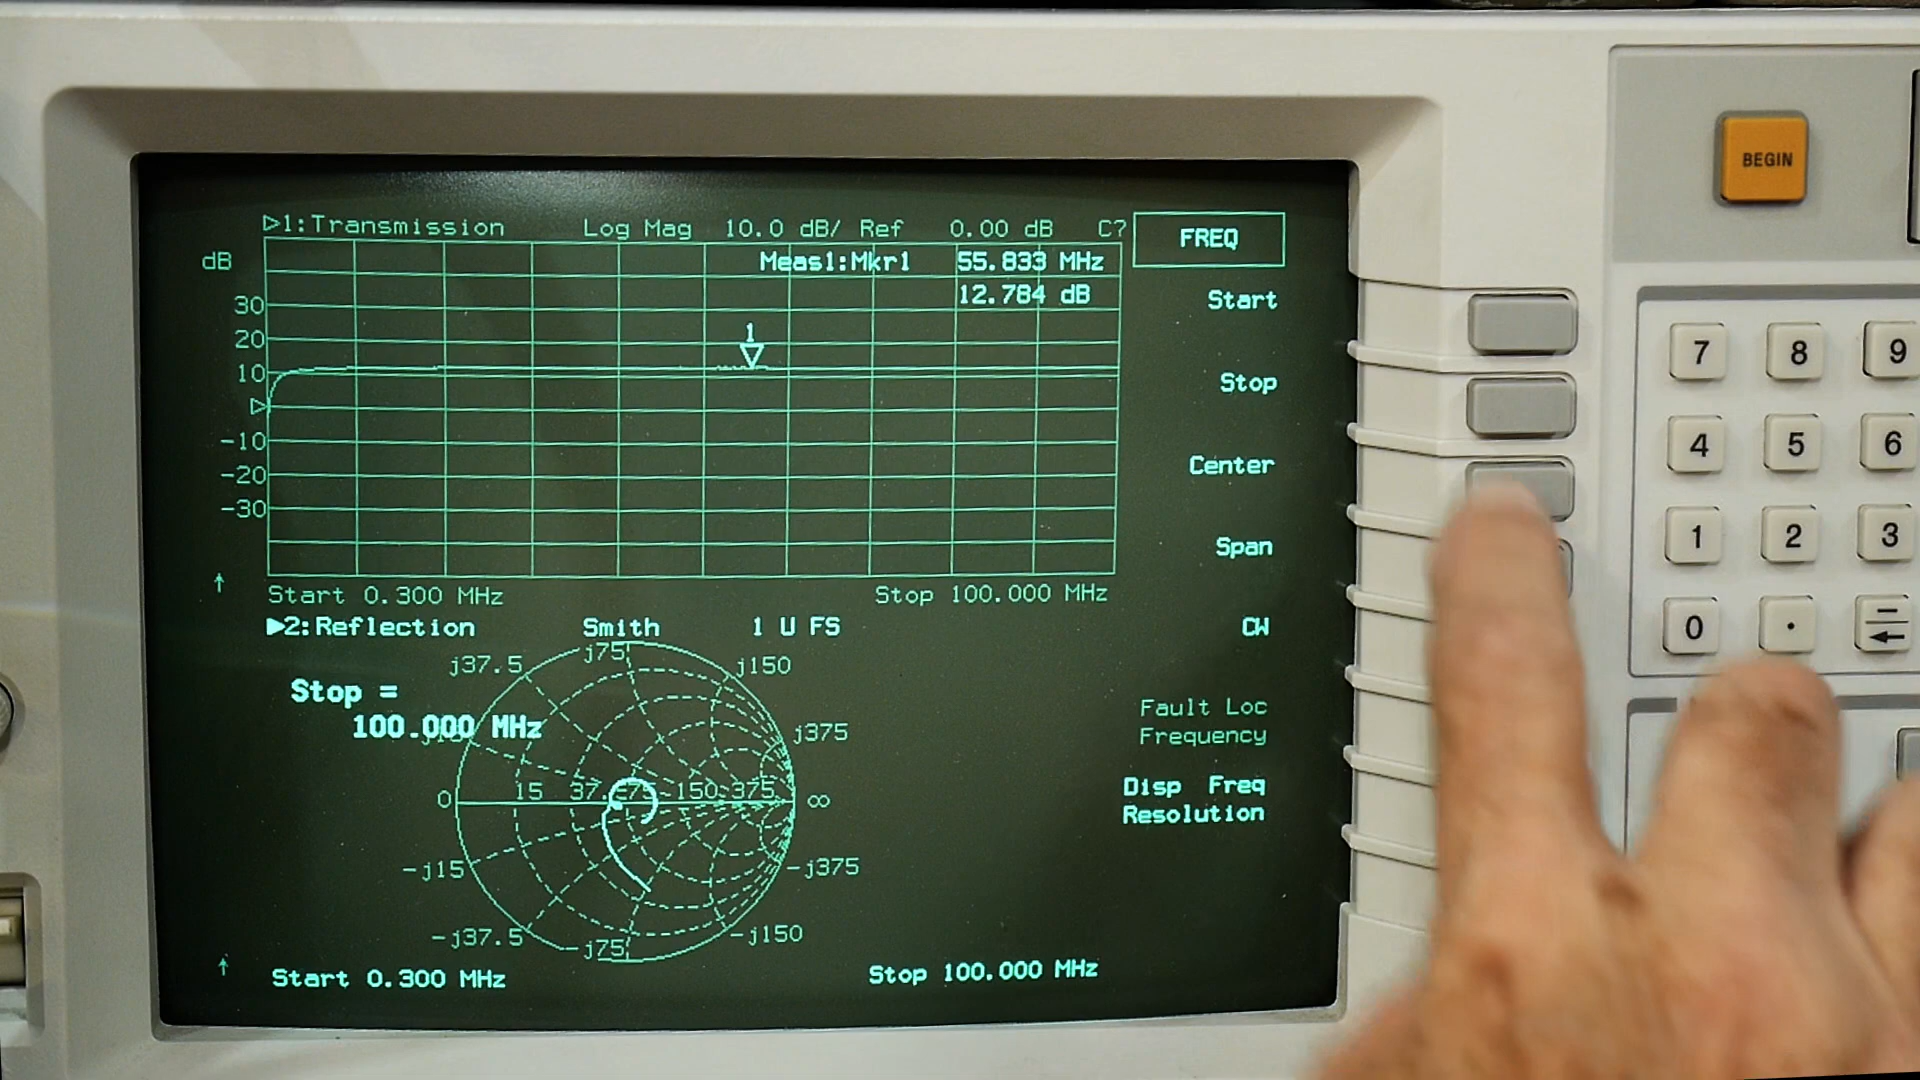 ▷1:Transmission Log Mag 10.0 dB/ Ref 0.00 dB C?
dB
Meas1:Mkr1 55.833 MHz
12.784 dB
1
30
20
10
▷
-10
-20
-30
↑
Start 0.300 MHz Stop 100.000 MHz
▶2:Reflection Smith 1 U FS
j37.5 j75 j150
Stop =
100.000 MHz
j375
0 15 150 375 ∞
-j15 -j375
-j37.5 -j75 -j150
↑
Start 0.300 MHz Stop 100.000 MHz
FREQ
Start
Stop
Center
Span
CW
Fault Loc
Frequency
Disp Freq
Resolution
BEGIN
7 8 9
4 5 6
1 2 3
0 . – ←